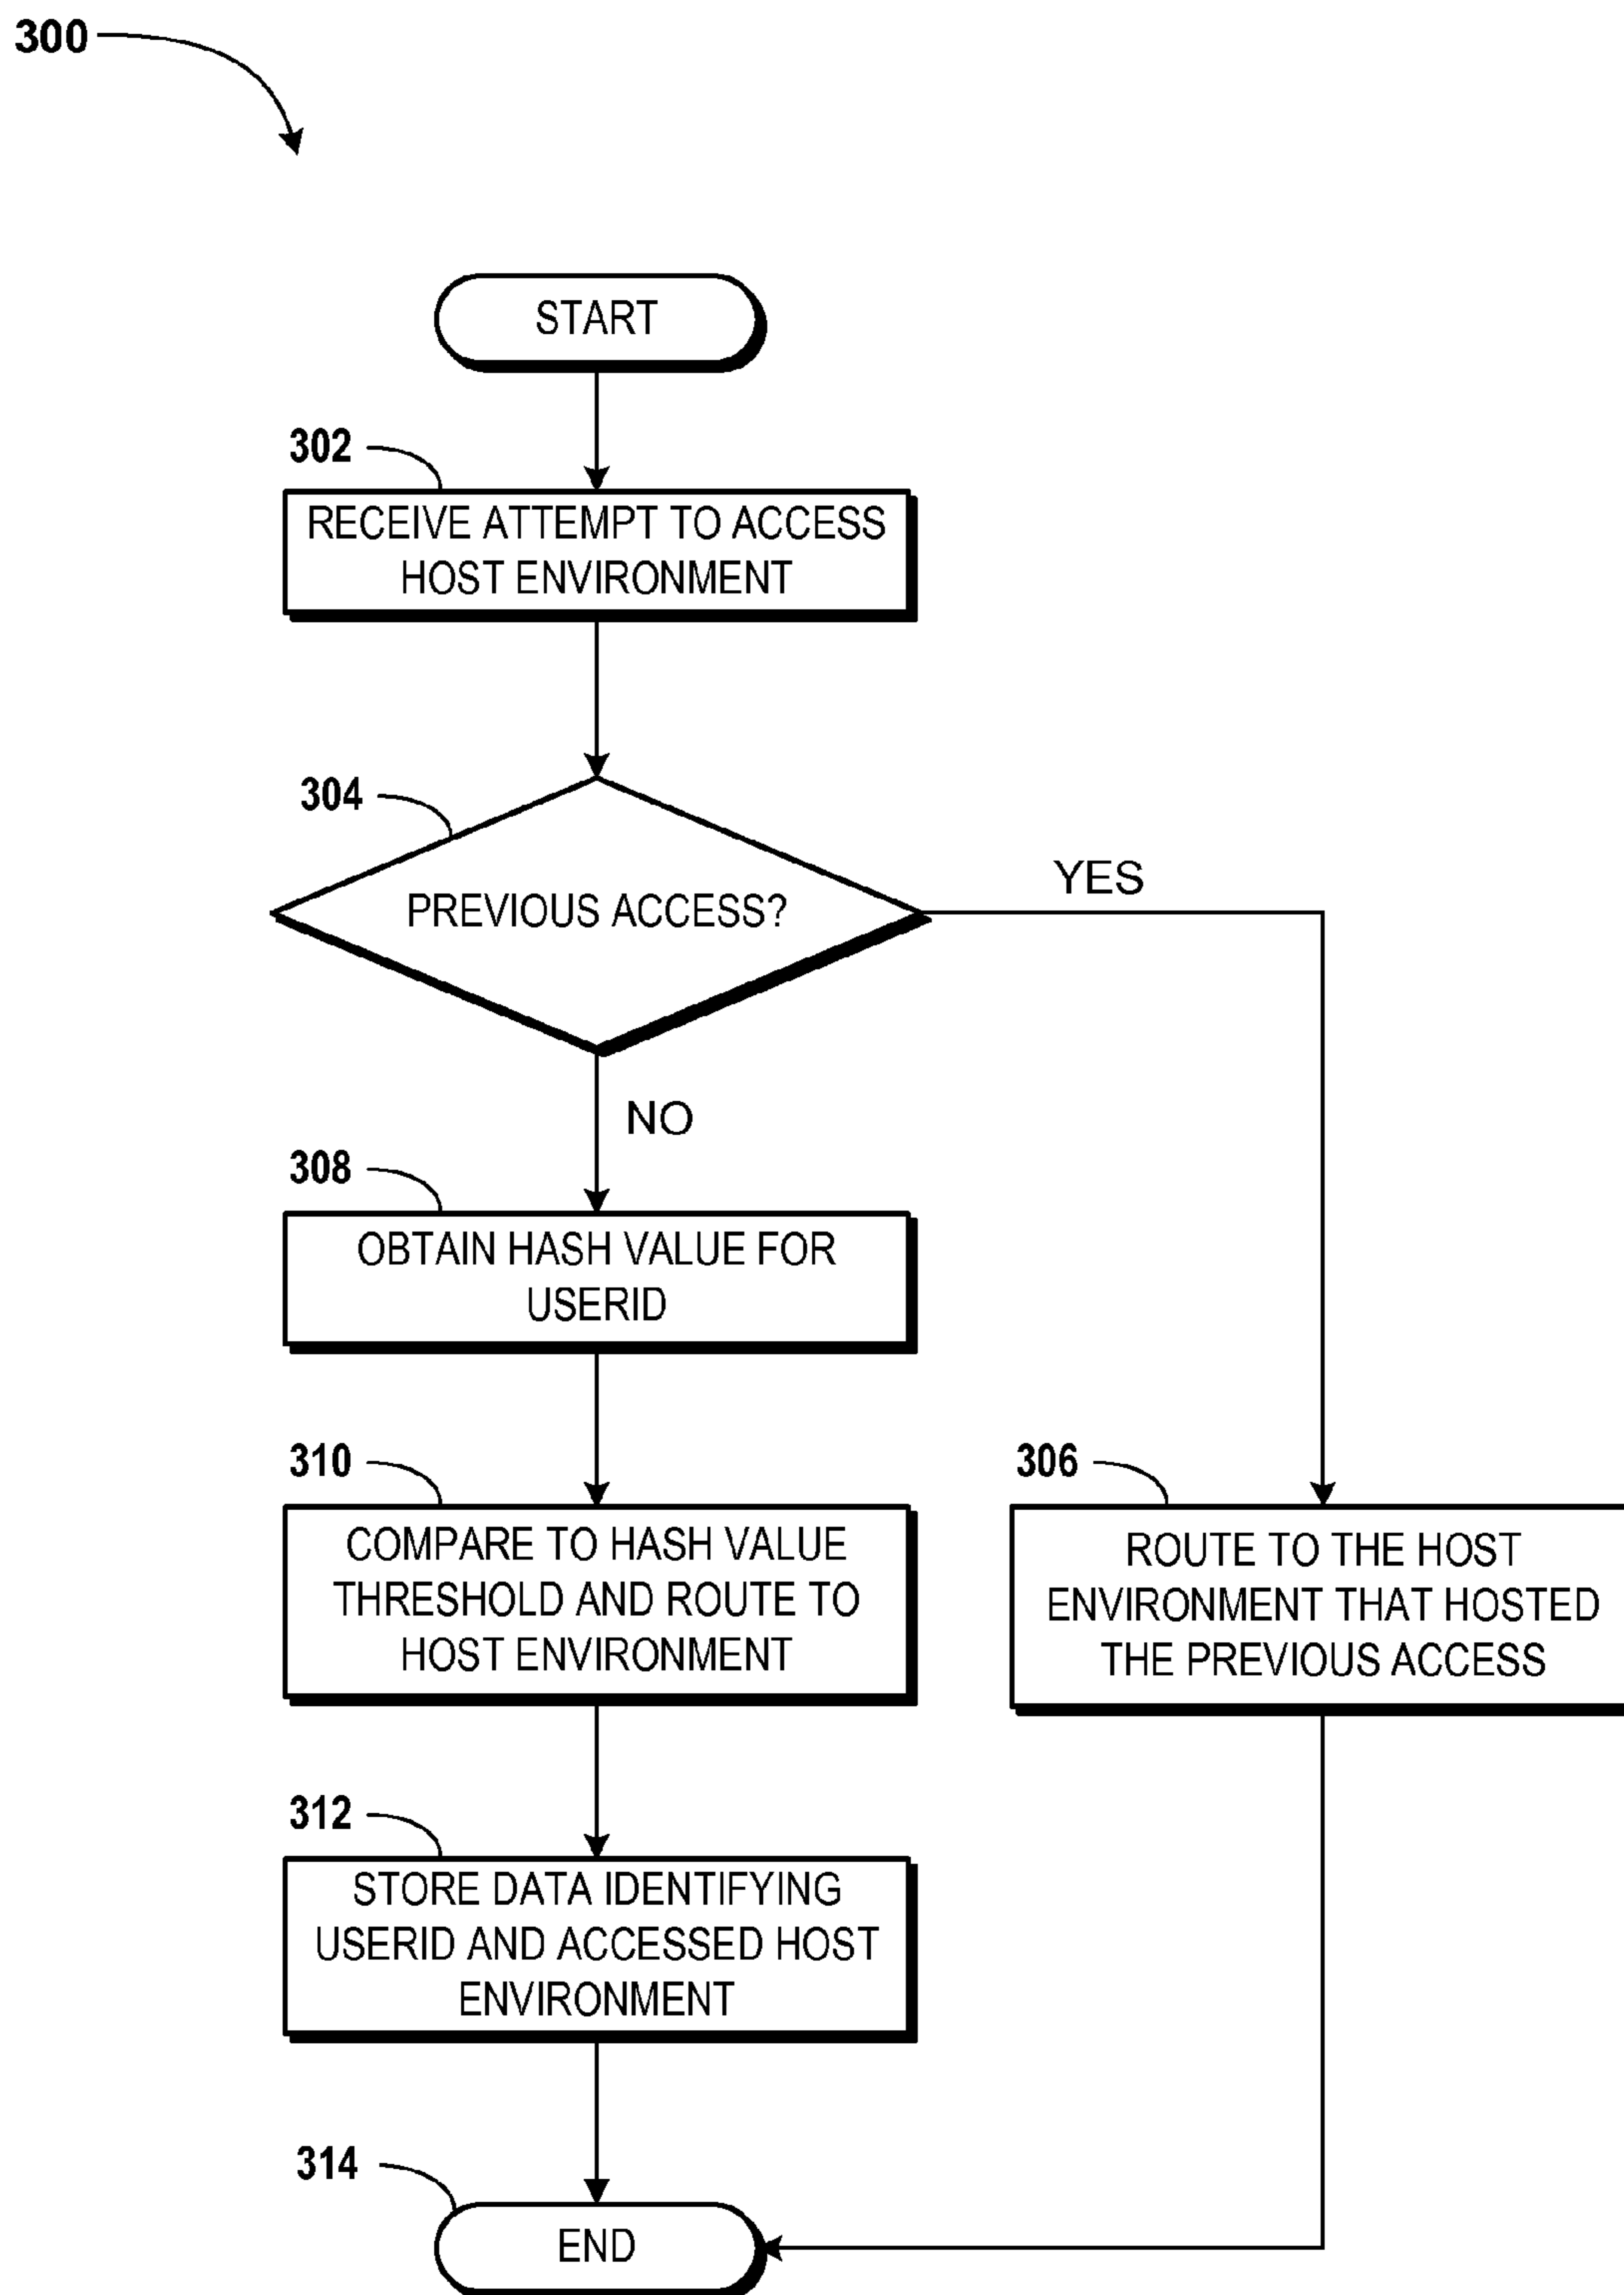 300
START
302
RECEIVE ATTEMPT TO ACCESS
HOST ENVIRONMENT
304
PREVIOUS ACCESS?
YES
NO
308
OBTAIN HASH VALUE FOR
USERID
310
COMPARE TO HASH VALUE
THRESHOLD AND ROUTE TO
HOST ENVIRONMENT
306
ROUTE TO THE HOST
ENVIRONMENT THAT HOSTED
THE PREVIOUS ACCESS
312
STORE DATA IDENTIFYING
USERID AND ACCESSED HOST
ENVIRONMENT
314
END